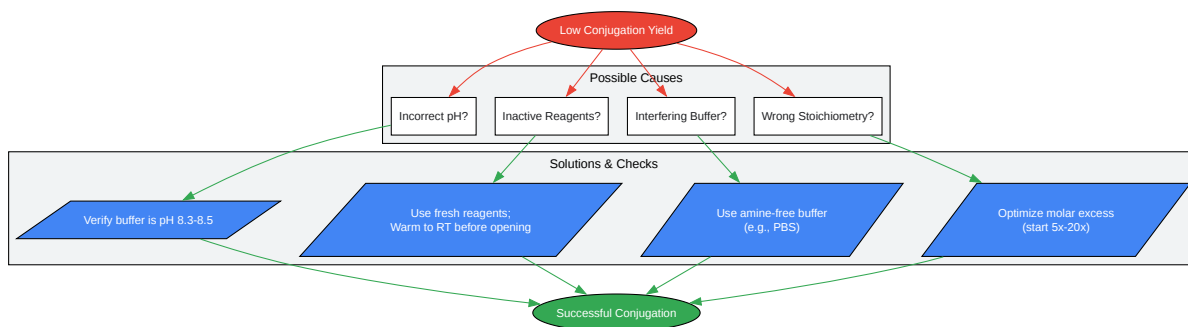 Low Conjugation Yield
Possible Causes
Incorrect pH?
Inactive Reagents?
Interfering Buffer?
Wrong Stoichiometry?
Solutions & Checks
Verify buffer is pH 8.3-8.5
Use fresh reagents;
Warm to RT before opening
Use amine-free buffer
(e.g., PBS)
Optimize molar excess
(start 5x-20x)
Successful Conjugation